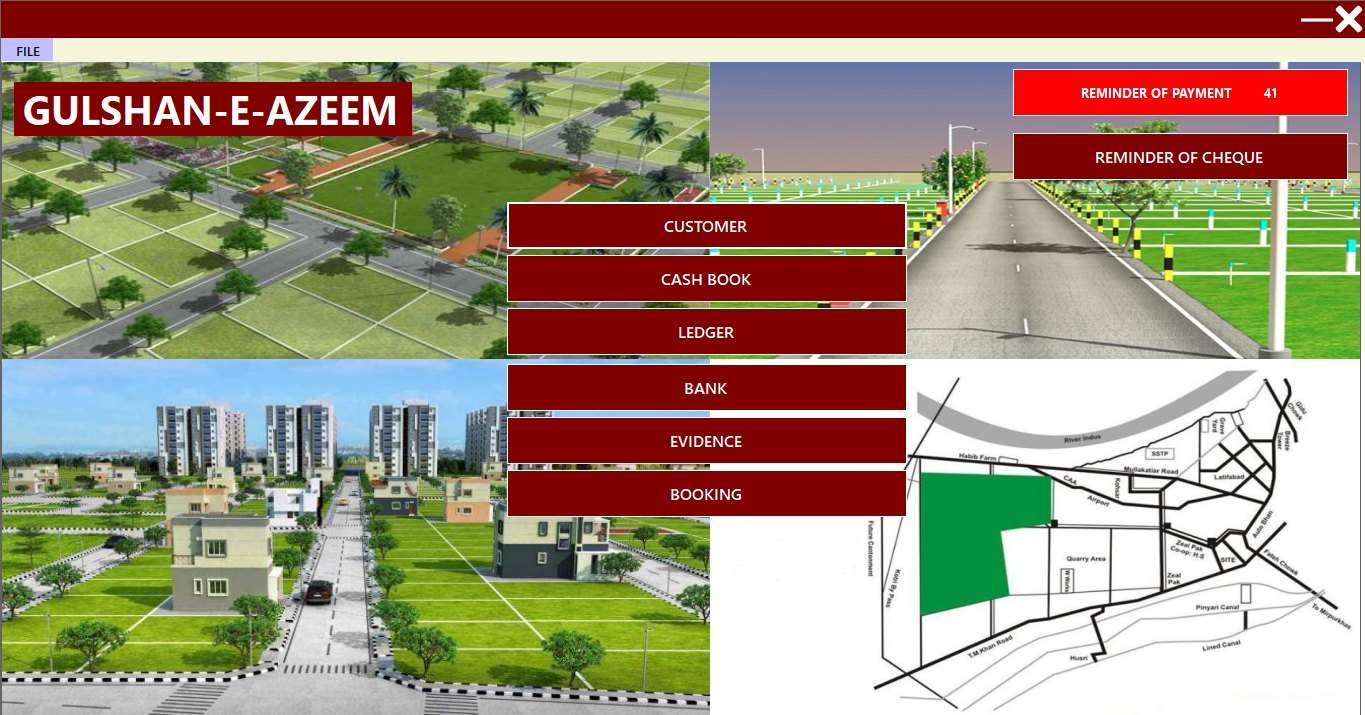 FILE
GULSHAN-E-AZEEM
REMINDER OF PAYMENT 41
REMINDER OF CHEQUE
CUSTOMER
CASH BOOK
LEDGER
BANK
EVIDENCE
BOOKING
River Indus
Gidu Chowk
Breeze Tower
Grave Yard
SSTP
Habib Farm
Mullakatiar Road
Latifabad
CAA
Kohsar
Airport
Auto Bhan
Future Cantonment
Zeal Pak
Co-op: H.S
SITE
Fateh Chowk
Quarry Area
W Works
Zeal
Pak
Kotri By Pass
Pinyari Canal
To Mirpurkhas
T.M.Khan Road
Lined Canal
Husri